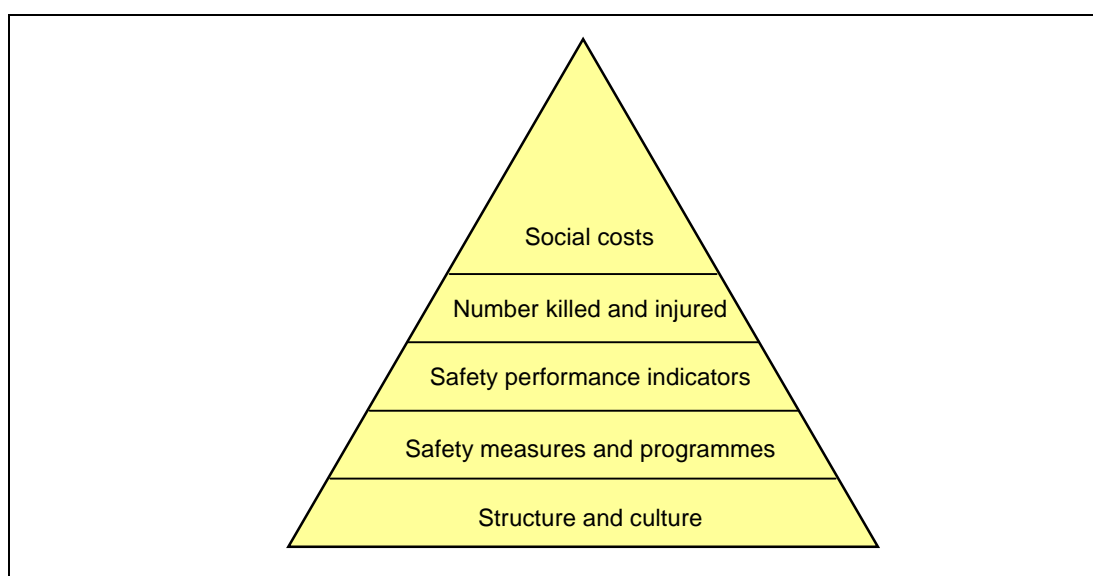 Social costs
Number killed and injured
Safety performance indicators
Safety measures and programmes
Structure and culture